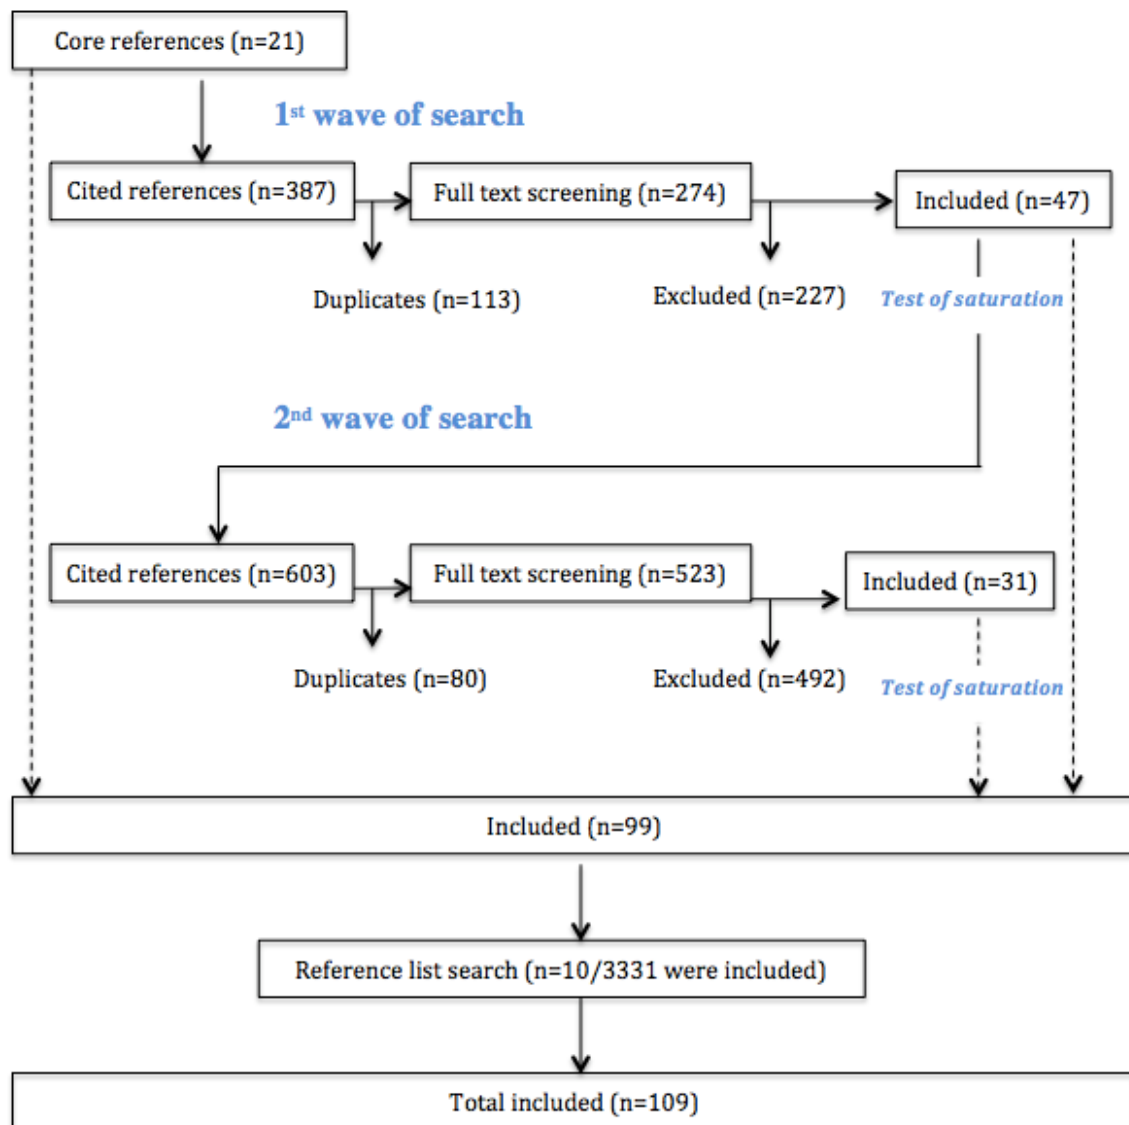 Core references (n=21)
1st wave of search
Cited references (n=387)
Full text screening (n=274)
Included (n=47)
Duplicates (n=113)
Excluded (n=227)
Test of saturation
2nd wave of search
Cited references (n=603)
Full text screening (n=523)
Included (n=31)
Duplicates (n=80)
Excluded (n=492)
Test of saturation
Included (n=99)
Reference list search (n=10/3331 were included)
Total included (n=109)